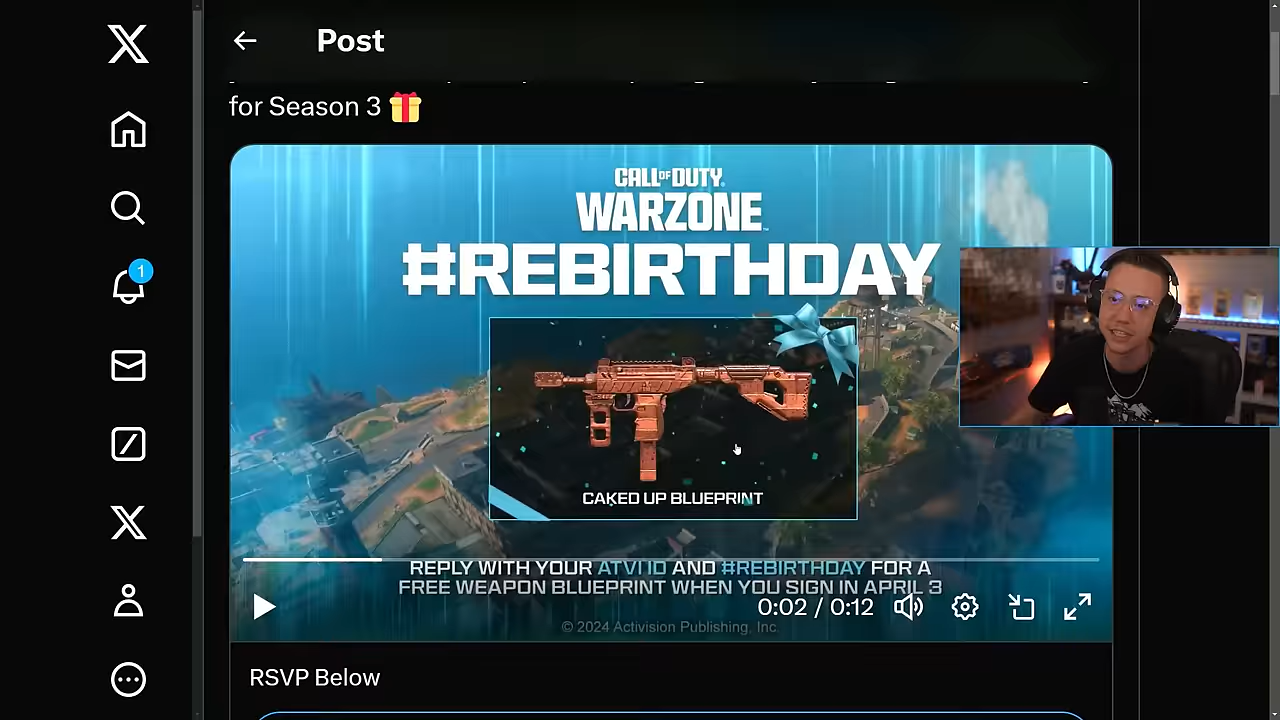 Post
for Season 3
1
CALL OF DUTY
WARZONE
#REBIRTHDAY
CAKED UP BLUEPRINT
REPLY WITH YOUR ATVI ID AND #REBIRTHDAY FOR A
FREE WEAPON BLUEPRINT WHEN YOU SIGN IN APRIL 3
0:02 / 0:12
© 2024 Activision Publishing, Inc.
RSVP Below